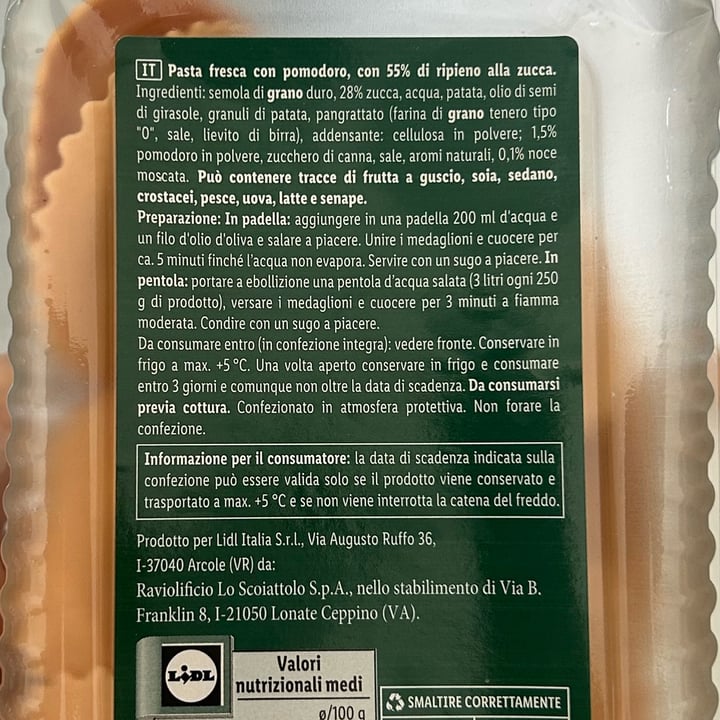 IT Pasta fresca con pomodoro, con 55% di ripieno alla zucca.
Ingredienti: semola di grano duro, 28% zucca, acqua, patata, olio di semi
di girasole, granuli di patata, pangrattato (farina di grano tenero tipo
"0", sale, lievito di birra), addensante: cellulosa in polvere; 1,5%
pomodoro in polvere, zucchero di canna, sale, aromi naturali, 0,1% noce
moscata. Può contenere tracce di frutta a guscio, soia, sedano,
crostacei, pesce, uova, latte e senape.
Preparazione: In padella: aggiungere in una padella 200 ml d'acqua e
un filo d'olio d'oliva e salare a piacere. Unire i medaglioni e cuocere per
ca. 5 minuti finché l'acqua non evapora. Servire con un sugo a piacere. In
pentola: portare a ebollizione una pentola d'acqua salata (3 litri ogni 250
g di prodotto), versare i medaglioni e cuocere per 3 minuti a fiamma
moderata. Condire con un sugo a piacere.
Da consumare entro (in confezione integra): vedere fronte. Conservare in
frigo a max. +5 °C. Una volta aperto conservare in frigo e consumare
entro 3 giorni e comunque non oltre la data di scadenza. Da consumarsi
previa cottura. Confezionato in atmosfera protettiva. Non forare la
confezione.
Informazione per il consumatore: la data di scadenza indicata sulla
confezione può essere valida solo se il prodotto viene conservato e
trasportato a max. +5 °C e se non viene interrotta la catena del freddo.
Prodotto per Lidl Italia S.r.l., Via Augusto Ruffo 36,
I-37040 Arcole (VR) da:
Raviolificio Lo Scoiattolo S.p.A., nello stabilimento di Via B.
Franklin 8, I-21050 Lonate Ceppino (VA).
LIDL
Valori
nutrizionali medi
ø/100 g
SMALTIRE CORRETTAMENTE